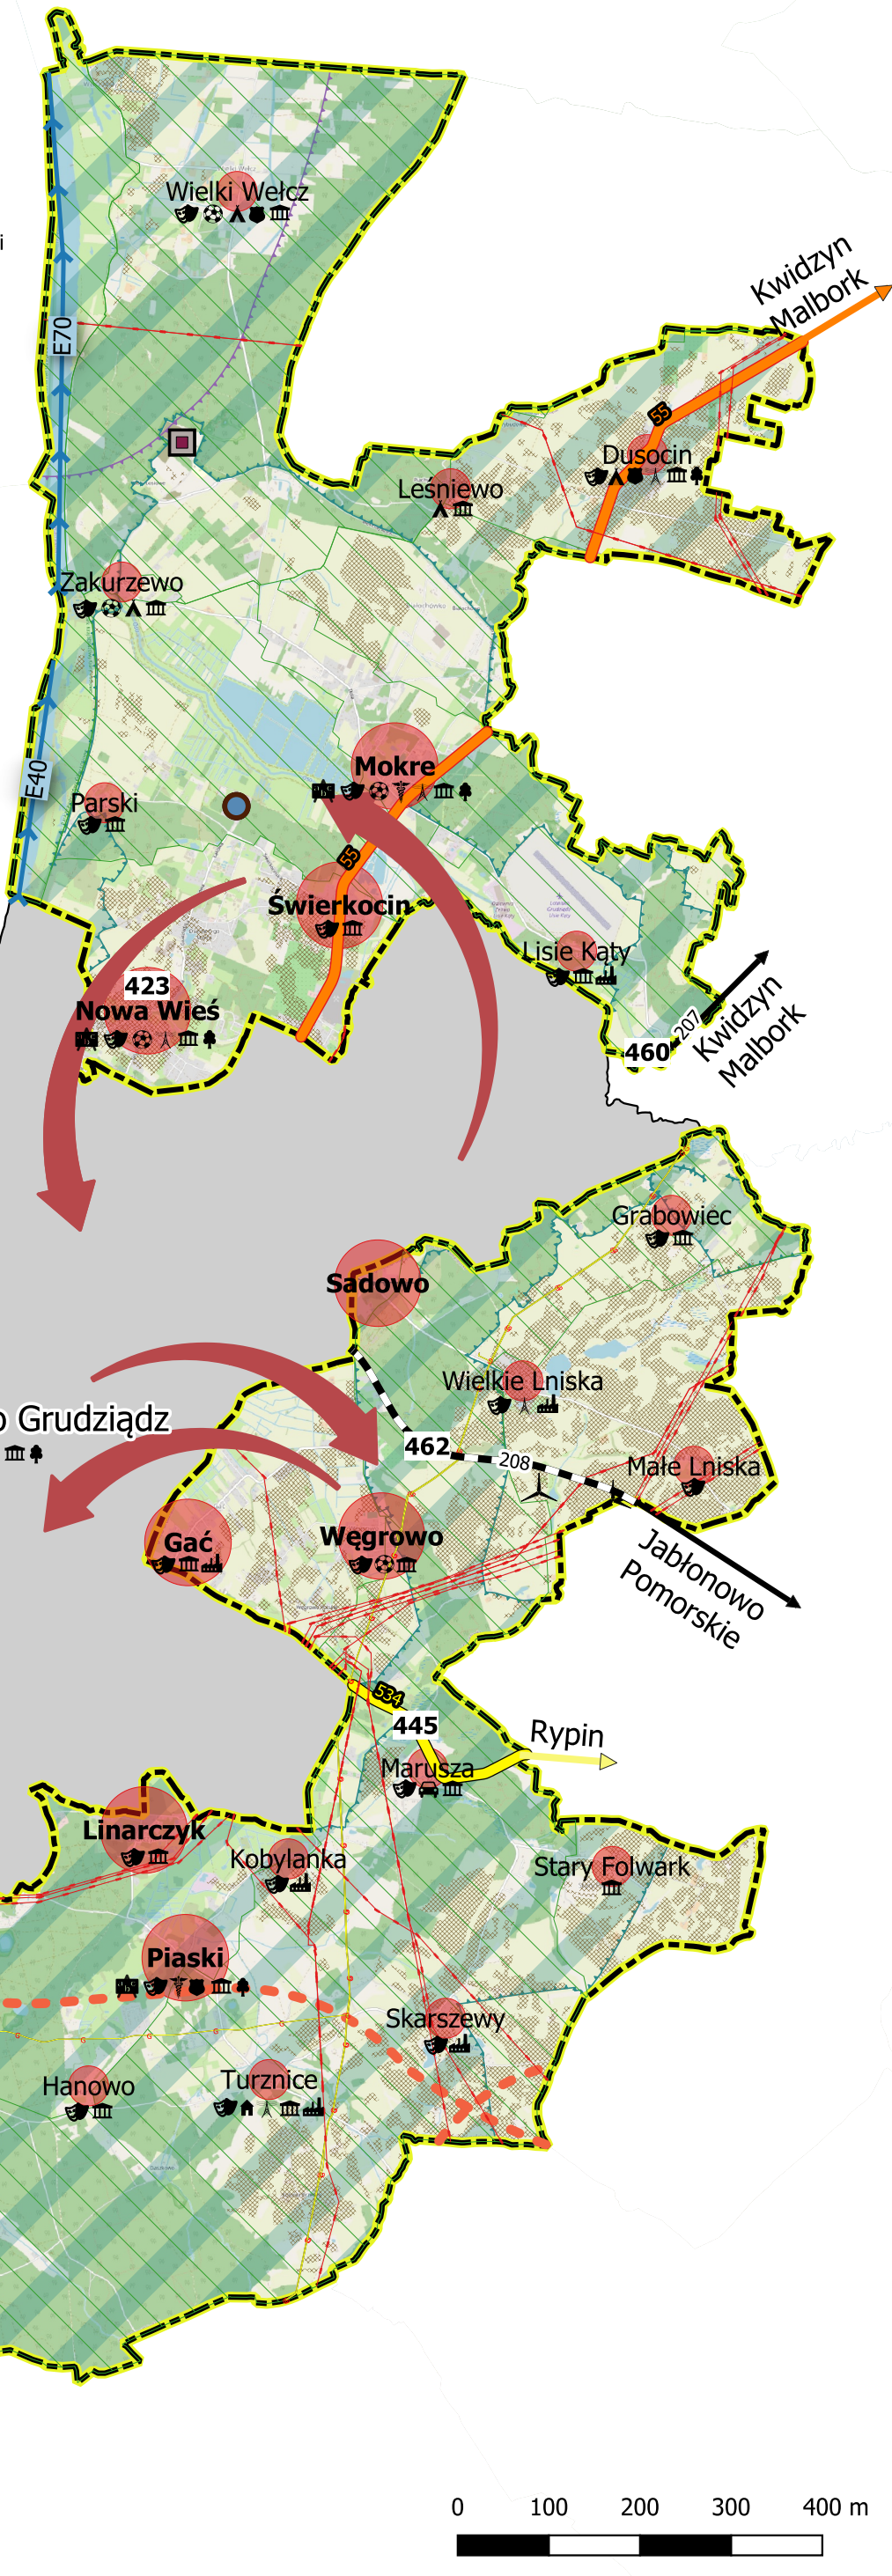 Wielki Wełcz
i
Kwidzyn
Malbork
E70
55
Dusocin
Leśniewo
Zakurzewo
Mokre
E40
Parski
55
Świerkocin
Lisie Kąty
423
Nowa Wieś
207
460
Kwidzyn
Malbork
Grabowiec
Sadowo
Wielkie Lniska
o Grudziądz
462
208
Małe Lniska
Gać
Węgrowo
Jabłonowo
Pomorskie
534
445
Rypin
Marusza
Linarczyk
Kobylanka
Stary Folwark
Piaski
Skarszewy
Hanowo
Turznice
0 100 200 300 400 m